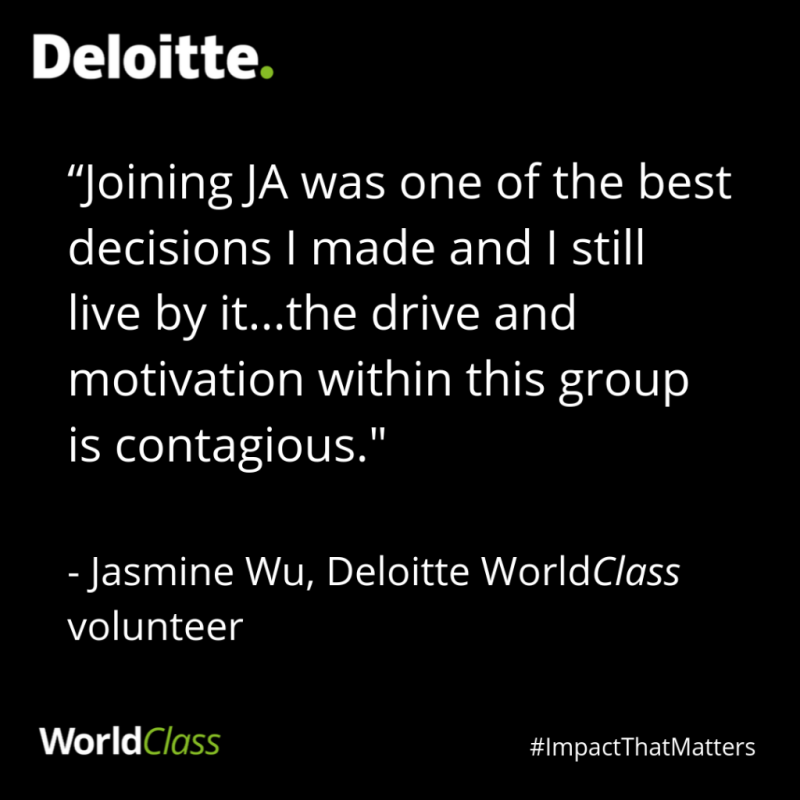 Deloitte.
“Joining JA was one of the best
decisions I made and I still
live by it...the drive and
motivation within this group
is contagious."
- Jasmine Wu, Deloitte WorldClass
volunteer
WorldClass
#ImpactThatMatters